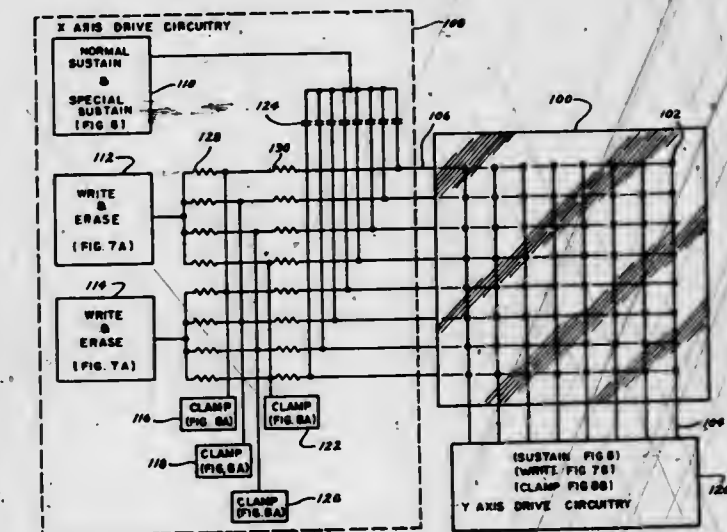 X AXIS DRIVE CIRCUITRY
108
NORMAL
SUSTAIN
&
SPECIAL
SUSTAIN
(FIG. 6)
110
124
100
102
106
128
130
112
WRITE
&
ERASE
(FIG. 7A)
114
WRITE
&
ERASE
(FIG. 7A)
CLAMP
(FIG. 8A)
116
CLAMP
(FIG. 8A)
122
CLAMP
(FIG. 8A)
118
CLAMP
(FIG. 8A)
126
104
(SUSTAIN FIG 6)
(WRITE FIG 7B)
(CLAMP FIG 8B)
Y AXIS DRIVE CIRCUITRY